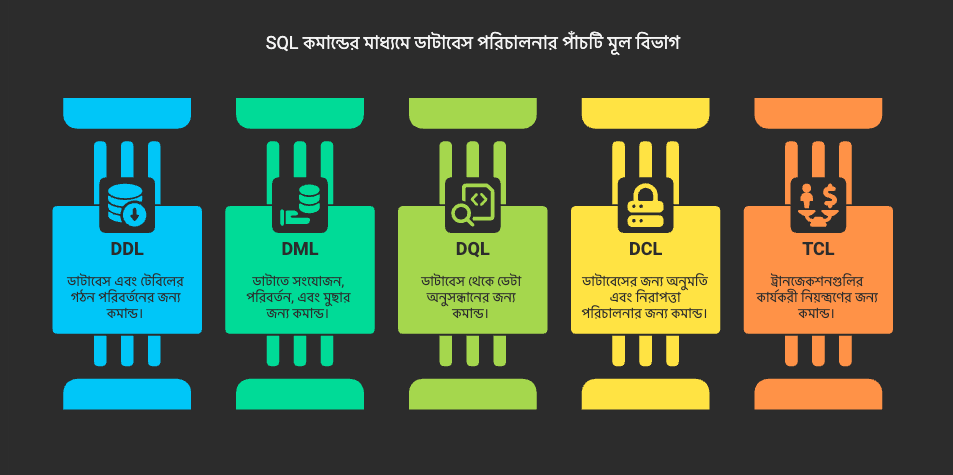 SQL কমান্ডের মাধ্যমে ডাটাবেস পরিচালনার পাঁচটি মূল বিভাগ
DDL
ডাটাবেস এবং টেবিলের
গঠন পরিবর্তনের জন্য
কমান্ড।
DML
ডাটাতে সংযোজন,
পরিবর্তন, এবং মুছার
জন্য কমান্ড।
DQL
ডাটাবেস থেকে ডেটা
অনুসন্ধানের জন্য
কমান্ড।
DCL
ডাটাবেসের জন্য অনুমতি
এবং নিরাপত্তা
পরিচালনার জন্য কমান্ড।
TCL
ট্রানজেকশনগুলির
কার্যকরী নিয়ন্ত্রণের জন্য
কমান্ড।